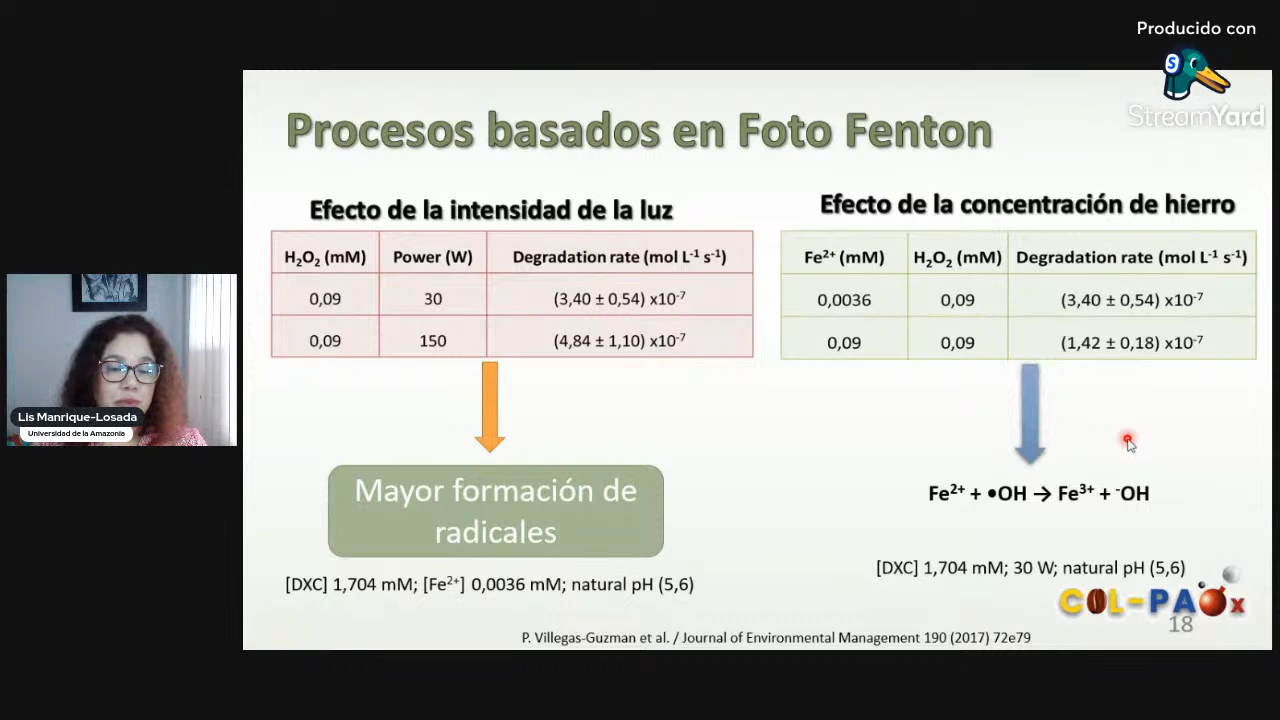 Producido con
StreamYard
Procesos basados en Foto Fenton
Efecto de la intensidad de la luz
H₂O₂ (mM) Power (W) Degradation rate (mol L⁻¹ s⁻¹)
0,09 30 (3,40 ± 0,54) x10⁻⁷
0,09 150 (4,84 ± 1,10) x10⁻⁷
Mayor formación de
radicales
[DXC] 1,704 mM; [Fe²⁺] 0,0036 mM; natural pH (5,6)
Efecto de la concentración de hierro
Fe²⁺ (mM) H₂O₂ (mM) Degradation rate (mol L⁻¹ s⁻¹)
0,0036 0,09 (3,40 ± 0,54) x10⁻⁷
0,09 0,09 (1,42 ± 0,18) x10⁻⁷
Fe²⁺ + •OH → Fe³⁺ + ⁻OH
[DXC] 1,704 mM; 30 W; natural pH (5,6)
COL-PAOx
18
P. Villegas-Guzman et al. / Journal of Environmental Management 190 (2017) 72e79
Lis Manrique-Losada
Universidad de la Amazonia